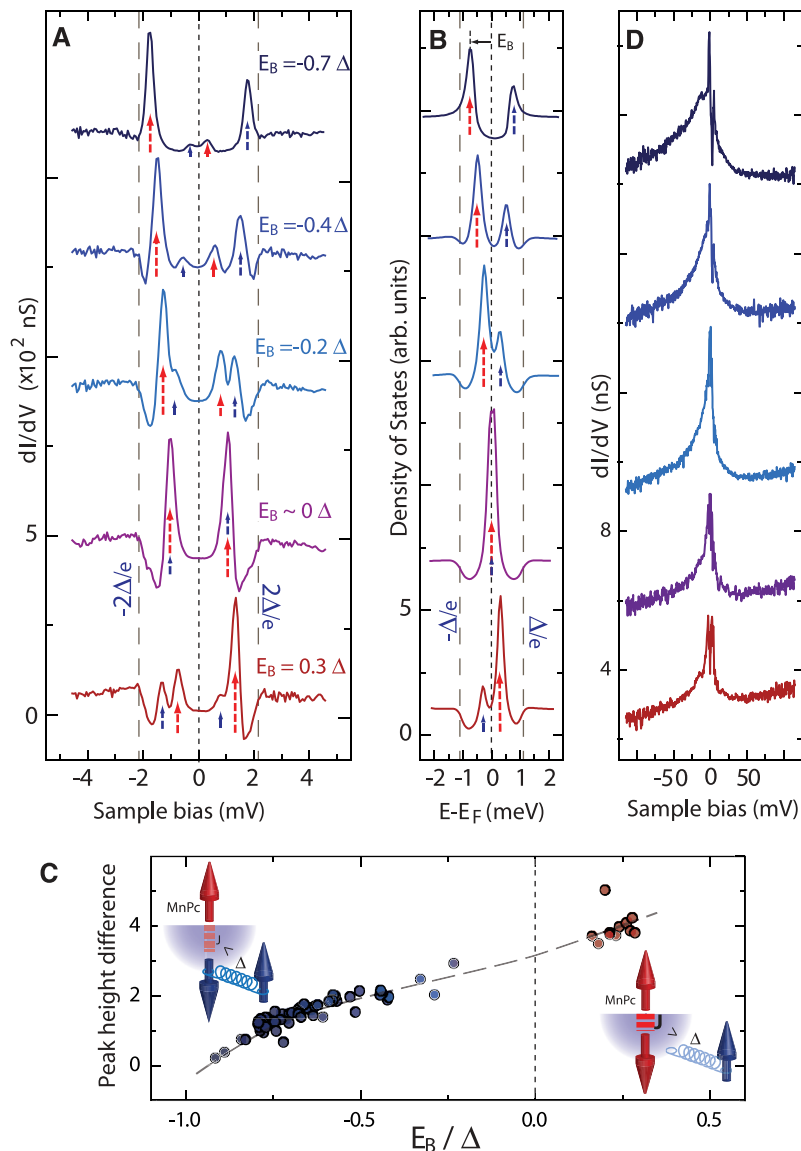 A
E_B = -0.7 Δ
E_B = -0.4 Δ
E_B = -0.2 Δ
E_B ~ 0 Δ
E_B = 0.3 Δ
-2Δ/e
2Δ/e
5
0
dI/dV (×10² nS)
-4 -2 0 2 4
Sample bias (mV)
B
E_B
Density of States (arb. units)
-Δ/e
Δ/e
5
0
-2 -1 0 1 2
E-E_F (meV)
D
dI/dV (nS)
8
4
-50 0 50
Sample bias (mV)
C
Peak height difference
4
2
0
MnPc
J
<
Δ
MnPc
J
>
Δ
-1.0 -0.5 0.0 0.5
E_B / Δ